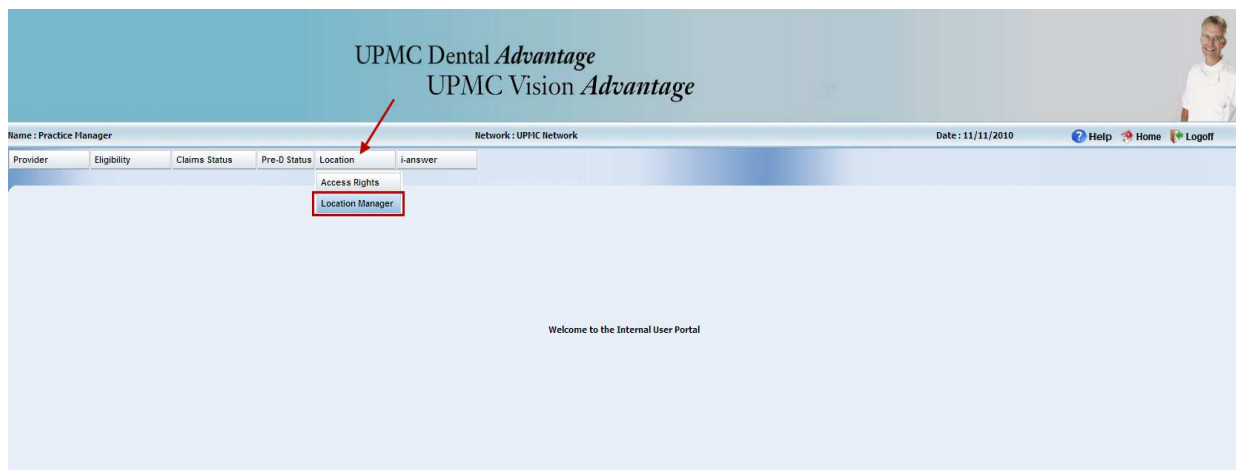 UPMC Dental Advantage
UPMC Vision Advantage
Name : Practice Manager Network : UPMC Network Date : 11/11/2010 Help Home Logoff
Provider Eligibility Claims Status Pre-D Status Location i-answer
Access Rights
Location Manager
Welcome to the Internal User Portal